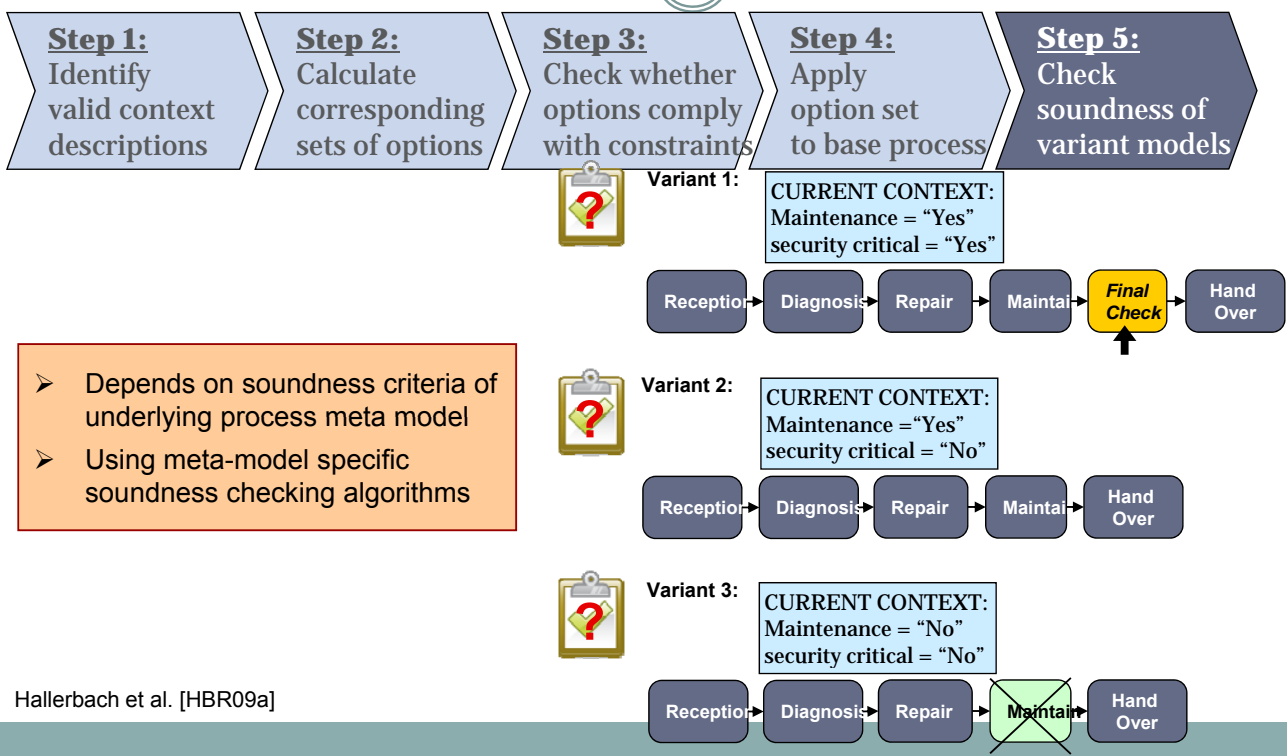 Step 1:
Identify
valid context
descriptions
Step 2:
Calculate
corresponding
sets of options
Step 3:
Check whether
options comply
with constraints
Step 4:
Apply
option set
to base process
Step 5:
Check
soundness of
variant models
?
Variant 1:
CURRENT CONTEXT:
Maintenance = “Yes”
security critical = “Yes”
Reception
Diagnosis
Repair
Maintai
Final
Check
Hand
Over
➢ Depends on soundness criteria of
underlying process meta model
➢ Using meta-model specific
soundness checking algorithms
?
Variant 2:
CURRENT CONTEXT:
Maintenance =“Yes”
security critical = “No”
Reception
Diagnosis
Repair
Maintai
Hand
Over
?
Variant 3:
CURRENT CONTEXT:
Maintenance = “No”
security critical = “No”
Reception
Diagnosis
Repair
Maintain
Hand
Over
Hallerbach et al. [HBR09a]